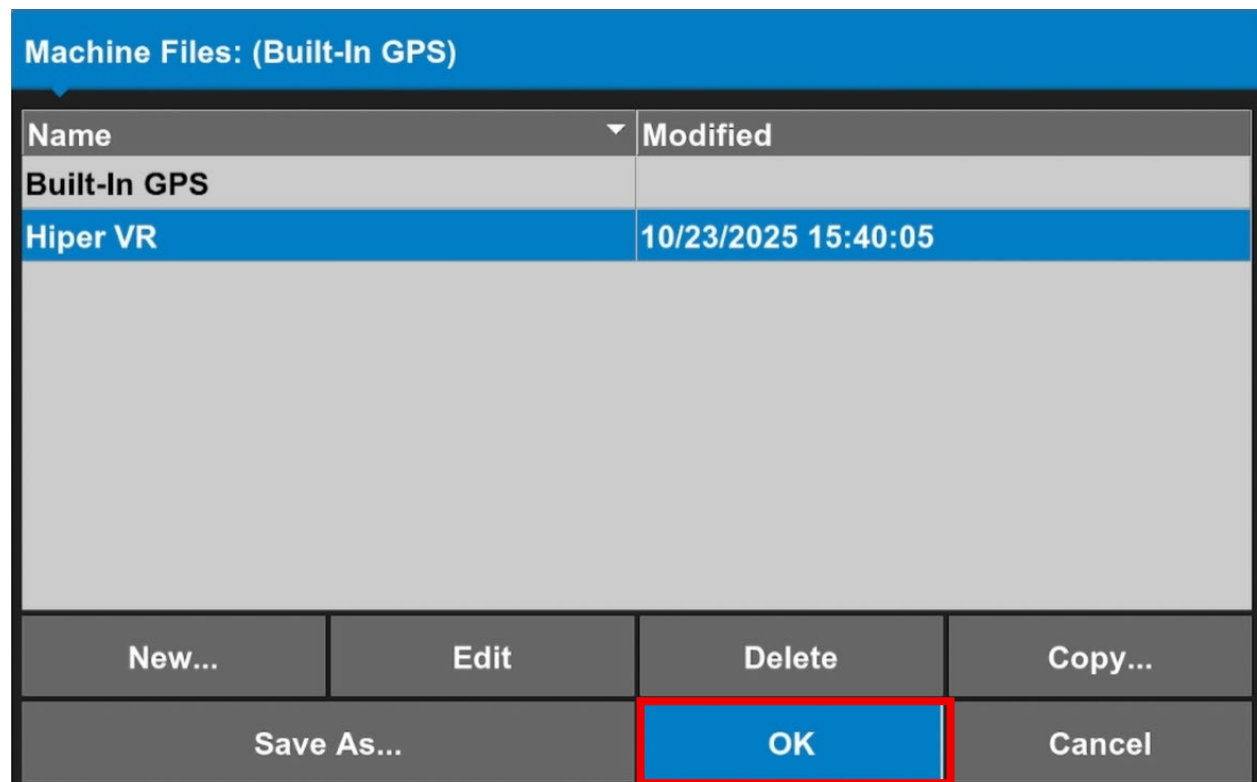 Machine Files: (Built-In GPS)
Name Modified
Built-In GPS
Hiper VR 10/23/2025 15:40:05
New... Edit Delete Copy...
Save As... OK Cancel